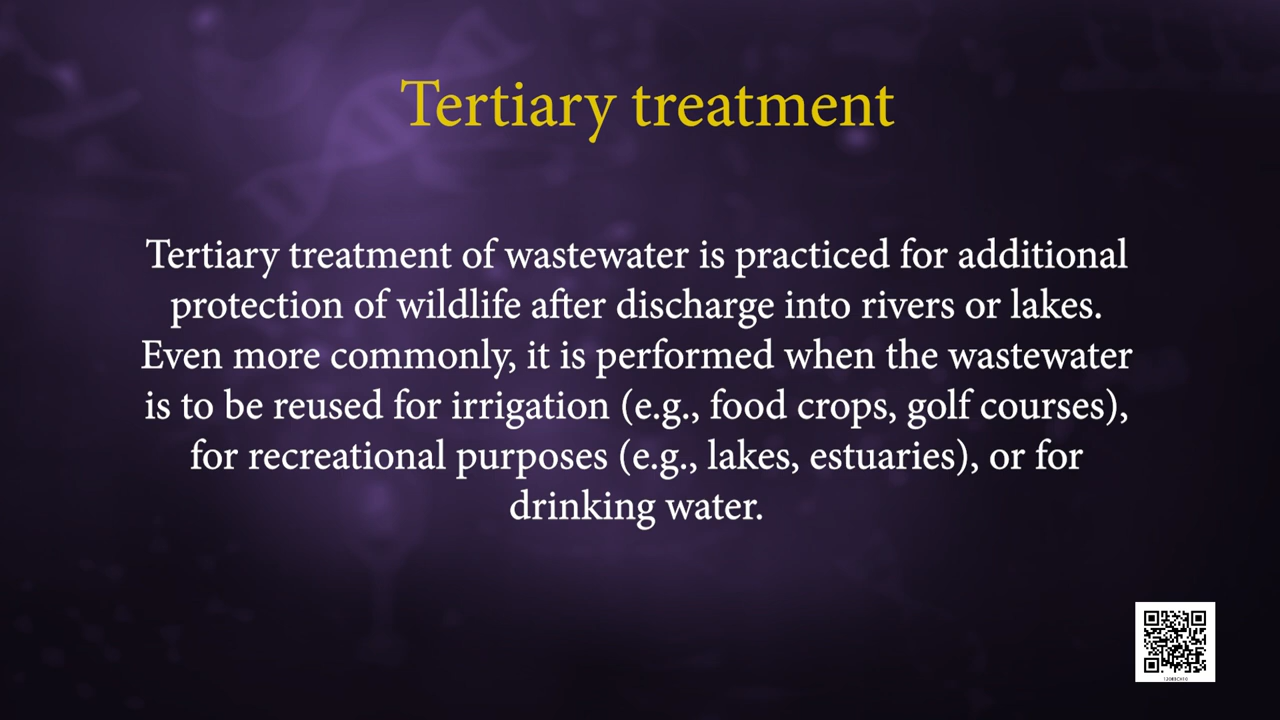 Tertiary treatment
Tertiary treatment of wastewater is practiced for additional
protection of wildlife after discharge into rivers or lakes.
Even more commonly, it is performed when the wastewater
is to be reused for irrigation (e.g., food crops, golf courses),
for recreational purposes (e.g., lakes, estuaries), or for
drinking water.